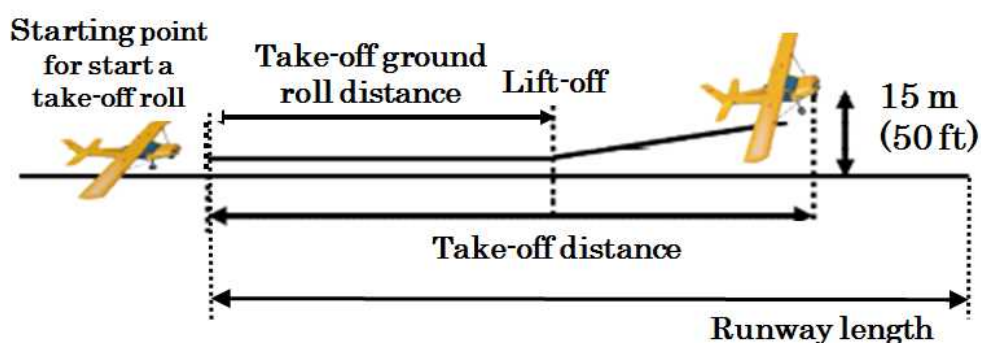 Starting point
for start a
take-off roll
Take-off ground
roll distance
Lift-off
15 m
(50 ft)
Take-off distance
Runway length